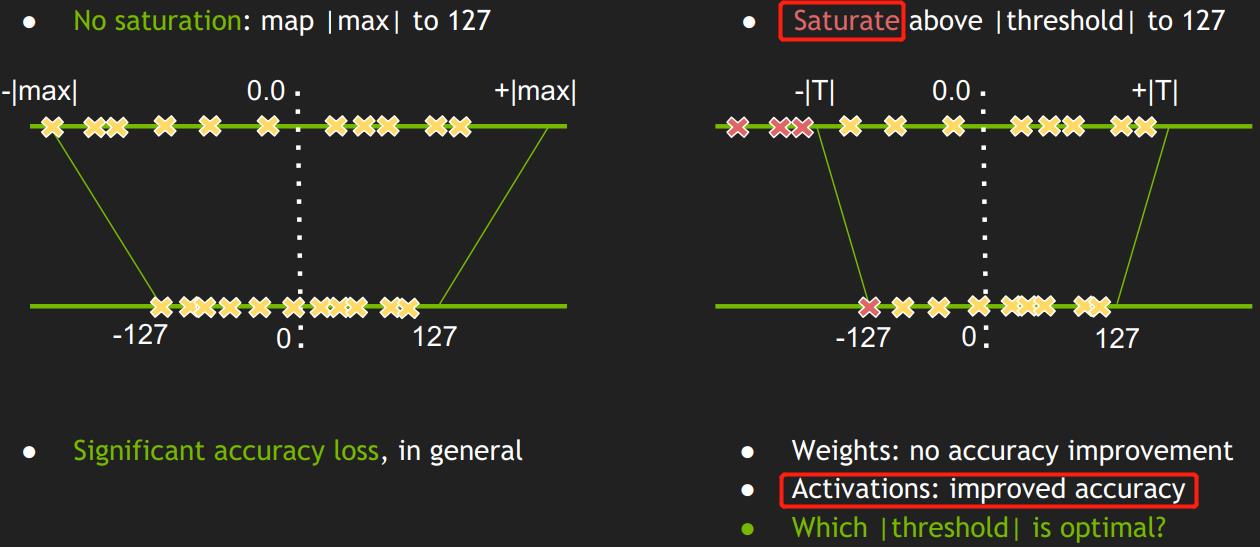 No saturation: map |max| to 127
-|max| 0.0 +|max|
-127 0 127
Significant accuracy loss, in general
Saturate above |threshold| to 127
-|T| 0.0 +|T|
-127 0 127
Weights: no accuracy improvement
Activations: improved accuracy
Which |threshold| is optimal?